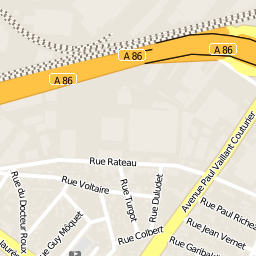 A 86
A 86
A 86
Rue Rateau
Rue du Docteur Roux
Rue Voltaire
Rue Turgot
Rue Duludet
Avenue Paul Vaillant Couturier
Rue Paul Riche
Rue Guy Môquet
Rue Colbert
Rue Jean Vernet
Rue Garibaldi